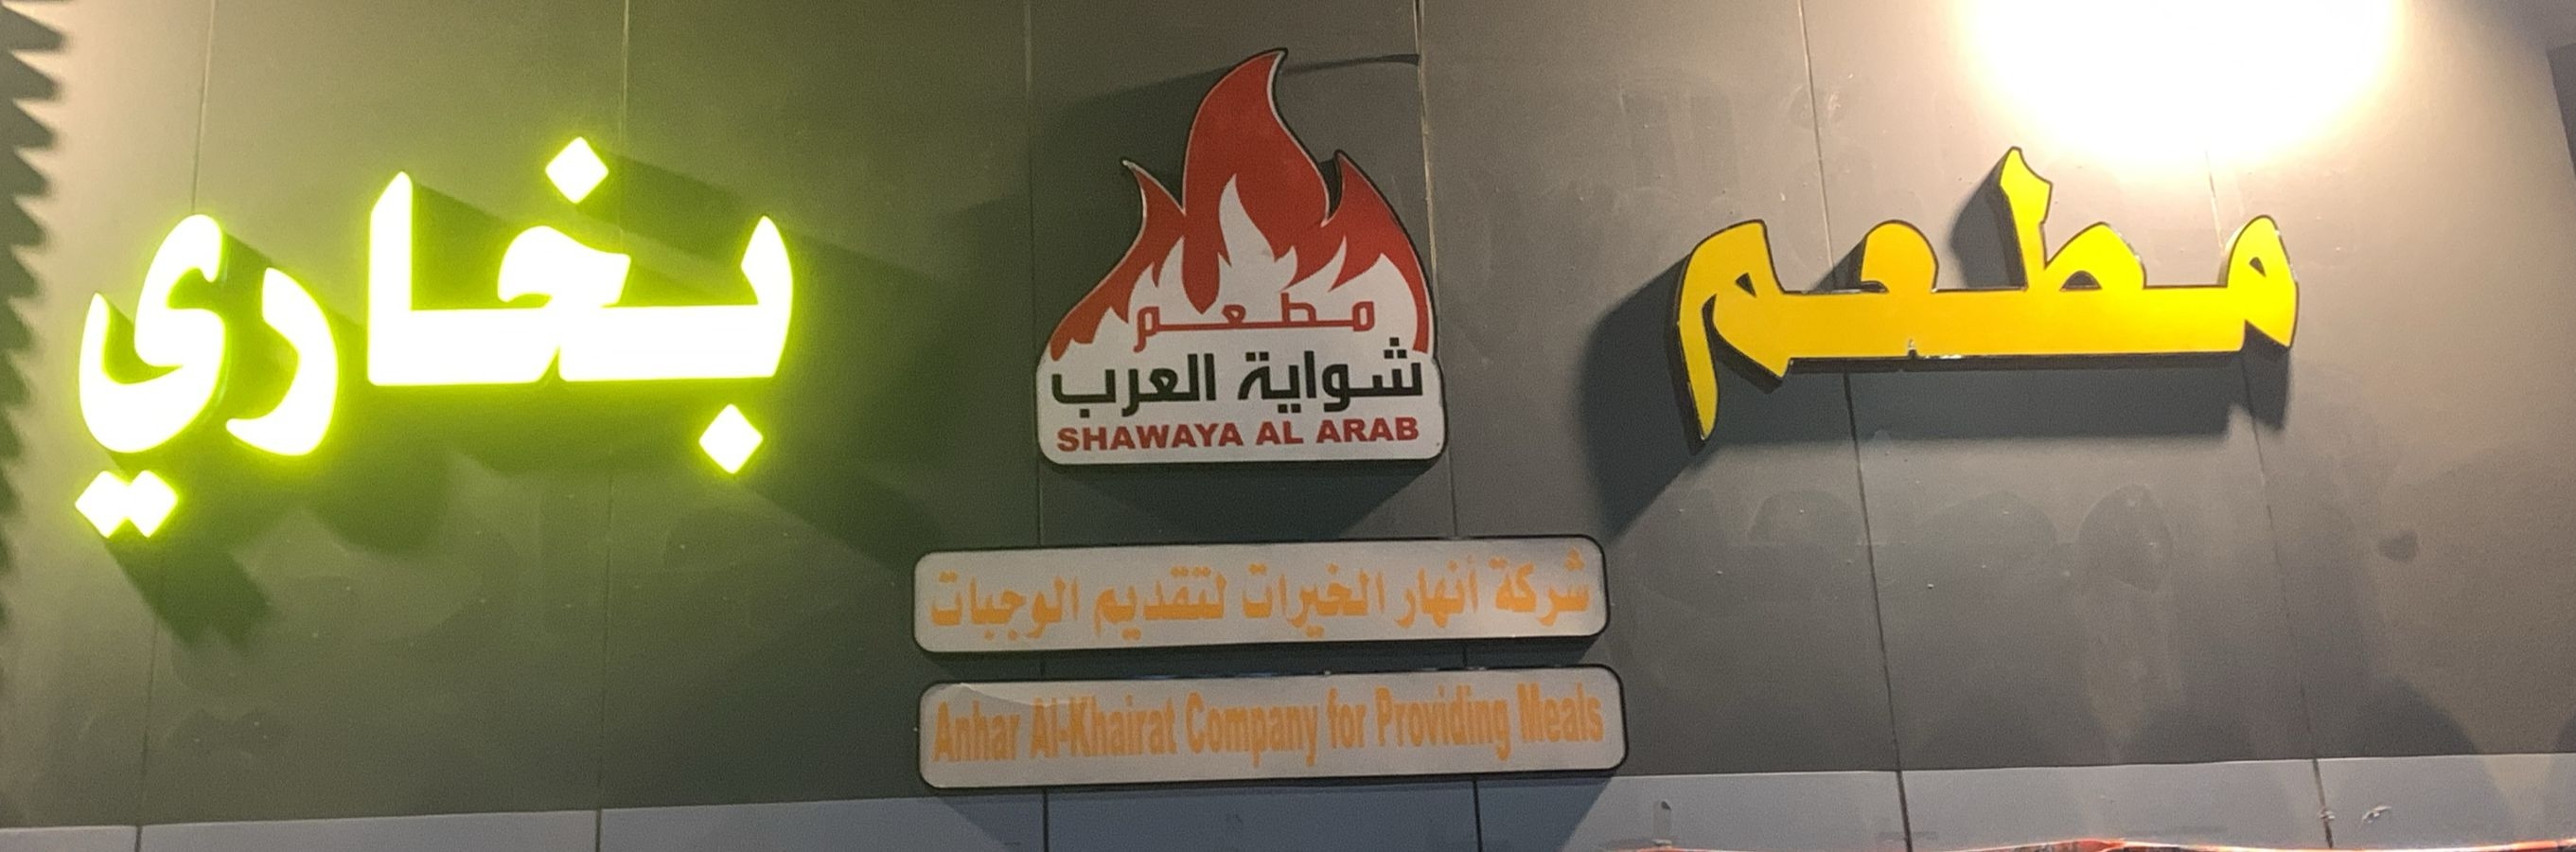 مطعم
مطعم
شواية العرب
SHAWAYA AL ARAB
بخاري
شركة أنهار الخيرات لتقديم الوجبات
Anhar Al-Khairat Company for Providing Meals